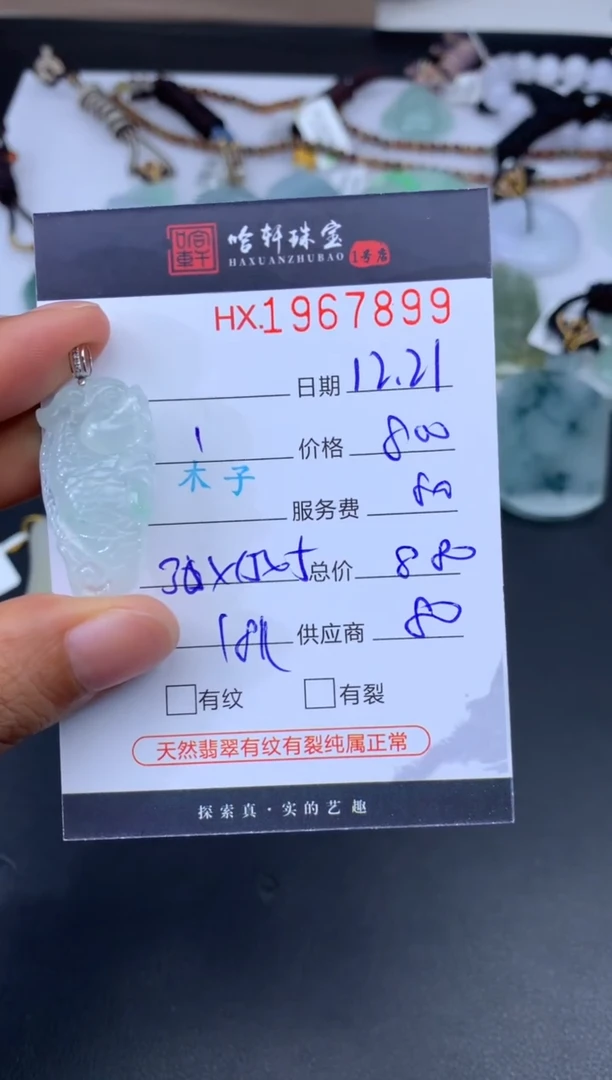 哈轩珠宝
HAXUANZHUBAO 1号店
HX.1967899
日期 12.21
1 价格 800
木子
服务费 80
总价 880
18K 供应商 80
有纹 有裂
天然翡翠有纹有裂纯属正常
探索真·实的艺趣